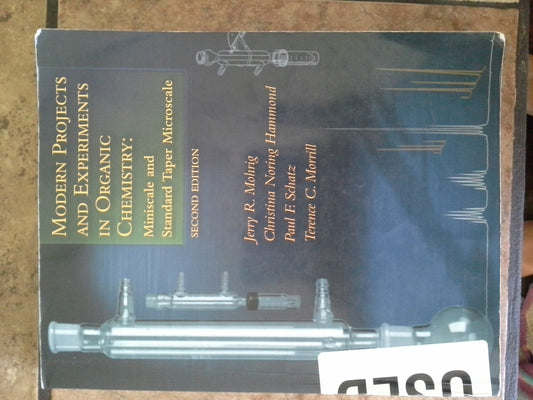 MODERN PROJECTS
AND EXPERIMENTS
IN ORGANIC
CHEMISTRY:
Miniscale and
Standard Taper Microscale
SECOND EDITION
Jerry R. Mohrig
Christina Noring Hammond
Paul F. Schatz
Terence C. Morrill
USED